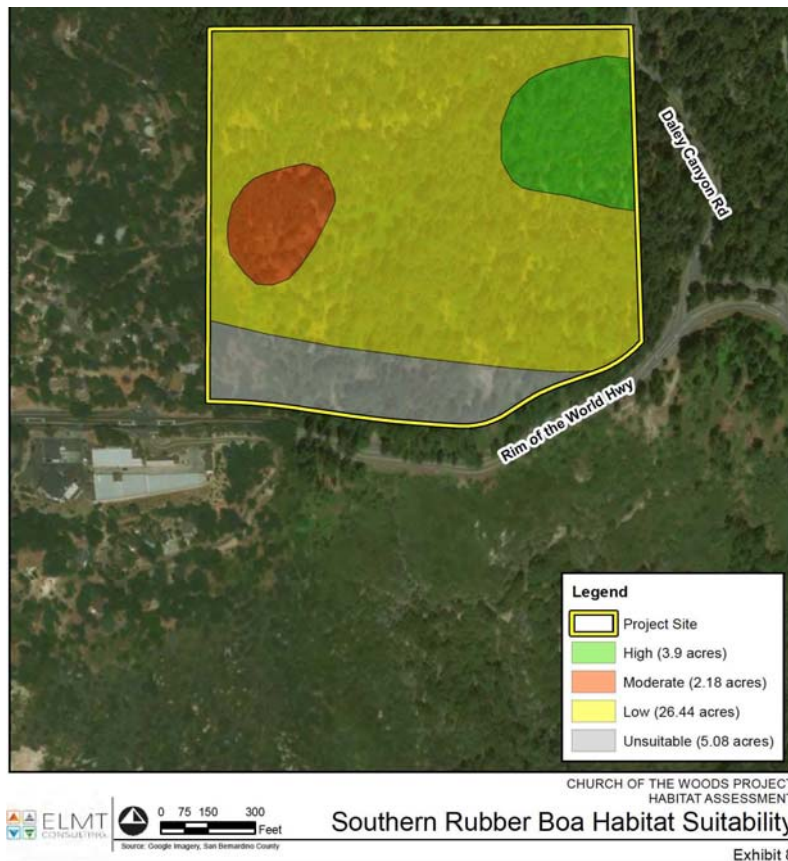 Daley Canyon Rd
Rim of the World Hwy
Legend
Project Site
High (3.9 acres)
Moderate (2.18 acres)
Low (26.44 acres)
Unsuitable (5.08 acres)
CHURCH OF THE WOODS PROJECT
HABITAT ASSESSMENT
ELMT
CONSULTING
0 75 150 300
Feet
Source: Google Imagery, San Bernardino County
Southern Rubber Boa Habitat Suitability
Exhibit 8